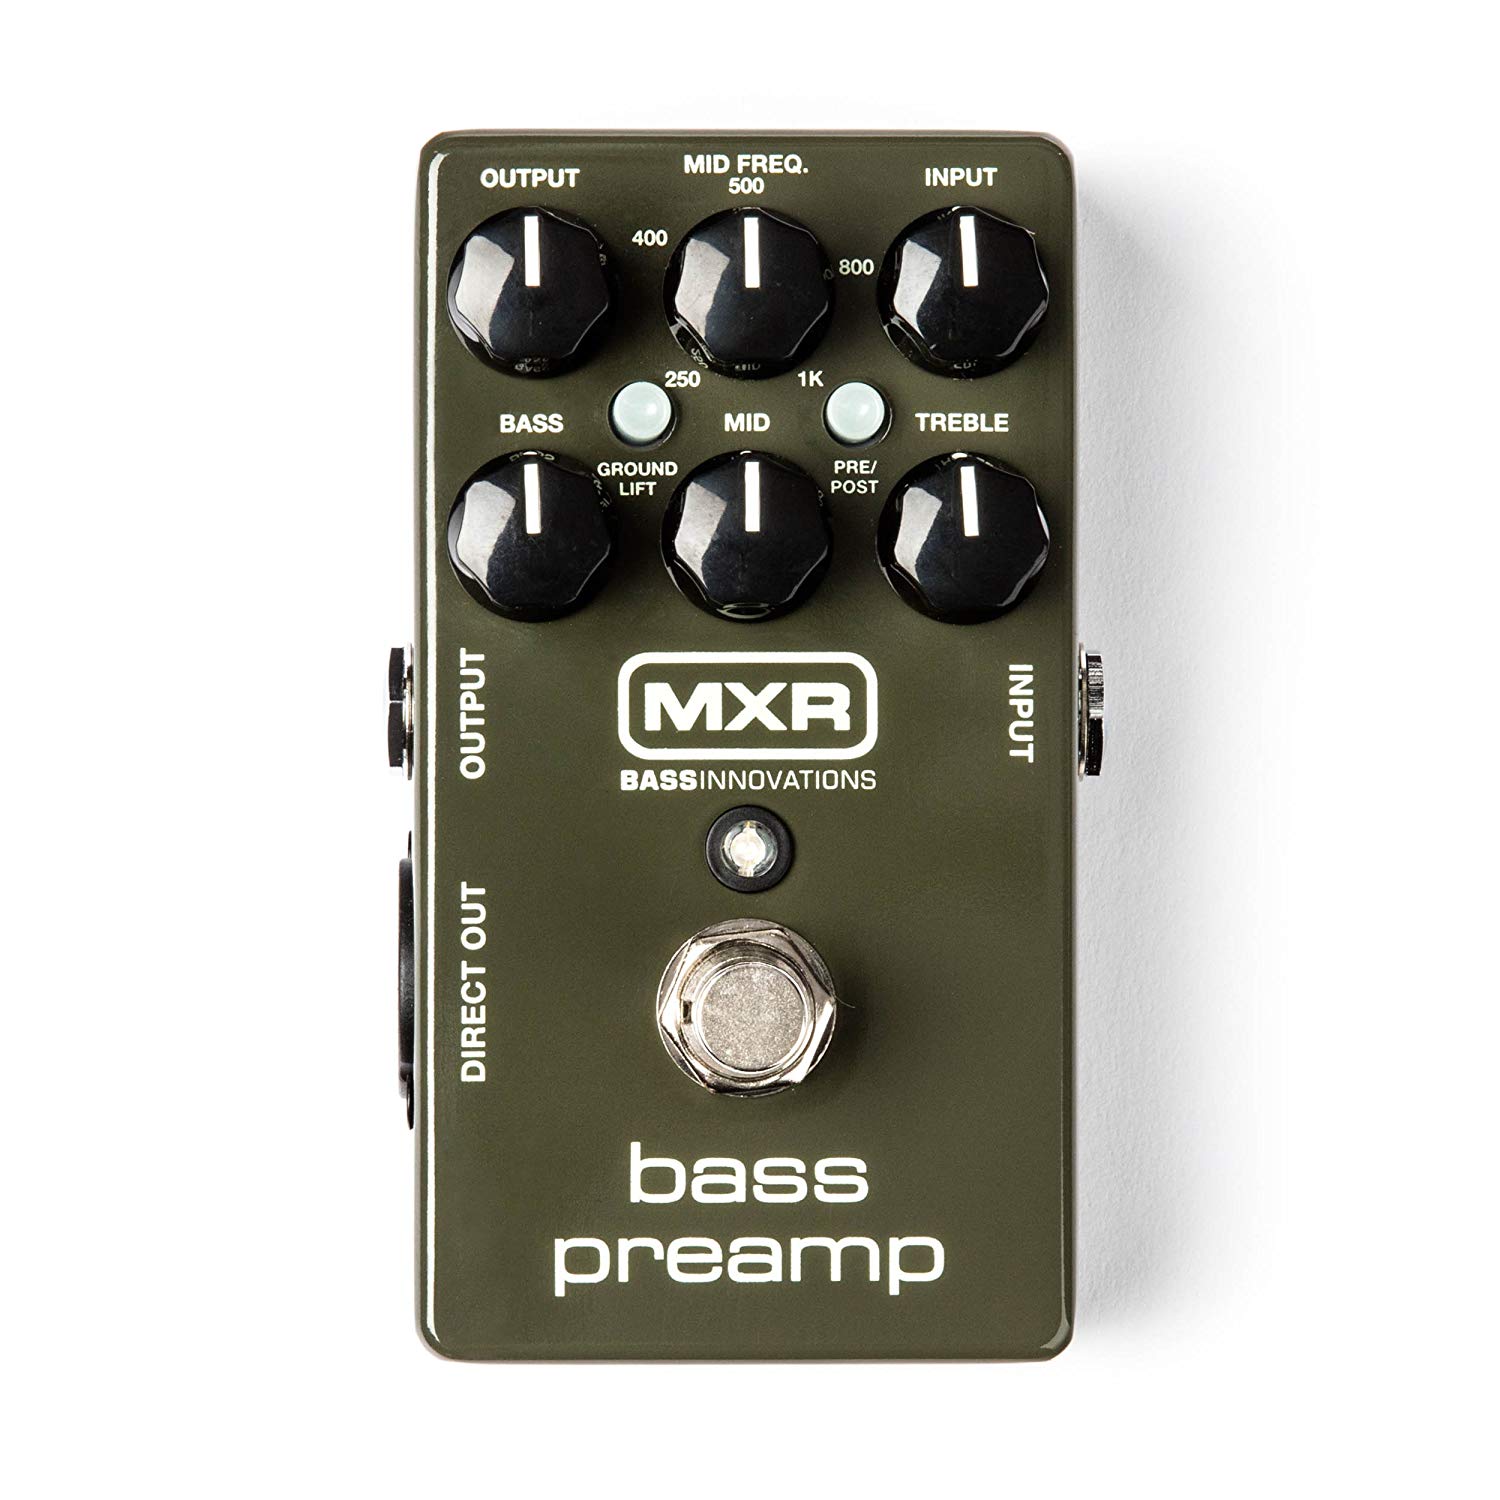 OUTPUT
MID FREQ.
INPUT
500
400
800
250
1K
BASS
MID
TREBLE
GROUND
LIFT
PRE/
POST
OUTPUT
INPUT
MXR
BASSINNOVATIONS
DIRECT OUT
bass
preamp